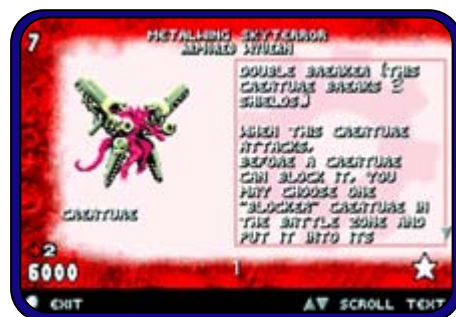 7
METALWING SKYTERROR
ARMORED WYVERN
DOUBLE BREAKER (THIS
CREATURE BREAKS 2
SHIELDS.)
WHEN THIS CREATURE
ATTACKS,
BEFORE A CREATURE
CAN BLOCK IT, YOU
MAY CHOOSE ONE
"BLOCKER" CREATURE IN
THE BATTLE ZONE AND
PUT IT INTO ITS
CREATURE
+2
6000
1
EXIT
SCROLL TEXT